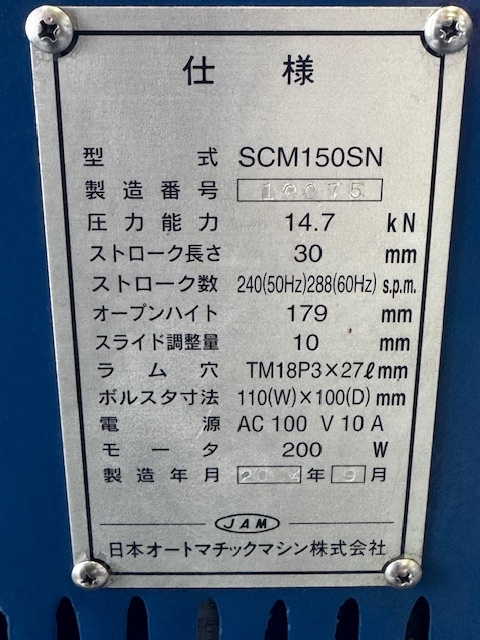 仕様
型式 SCM150SN
製造番号 10075
圧力能力 14.7 kN
ストローク長さ 30 mm
ストローク数 240(50Hz)288(60Hz) s.p.m.
オープンハイト 179 mm
スライド調整量 10 mm
ラム穴 TM18P3×27ℓmm
ボルスタ寸法 110(W)×100(D) mm
電源 AC 100 V 10 A
モータ 200 W
製造年月 年 9 月
JAM
日本オートマチックマシン株式会社